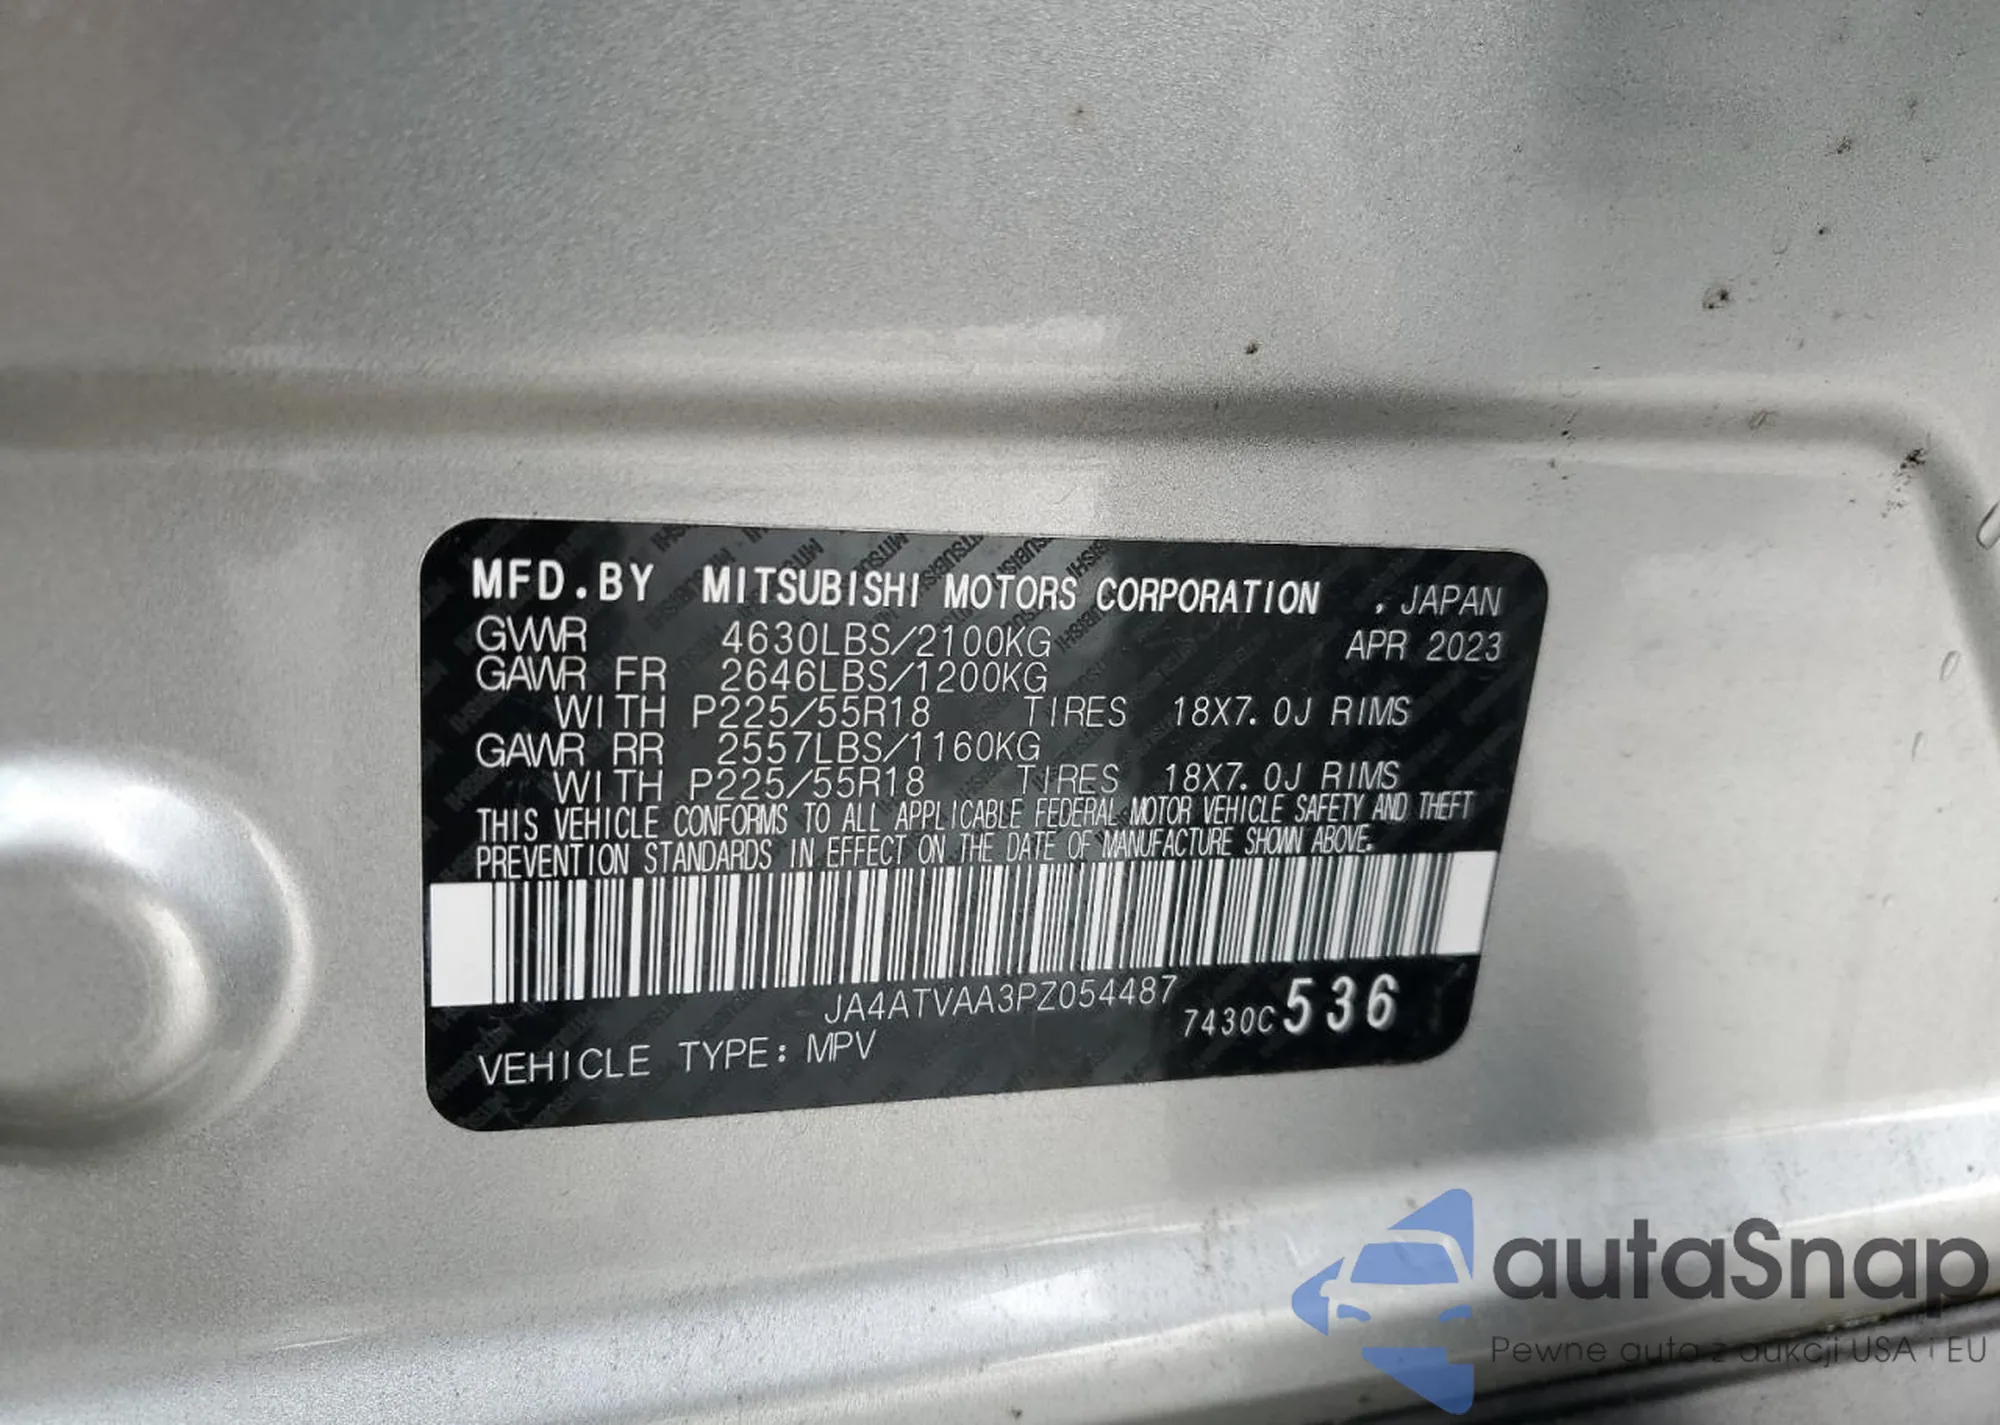 MFD.BY MITSUBISHI MOTORS CORPORATION , JAPAN
GVWR 4630LBS/2100KG APR 2023
GAWR FR 2646LBS/1200KG
WITH P225/55R18 TIRES 18X7.0J RIMS
GAWR RR 2557LBS/1160KG
WITH P225/55R18 TIRES 18X7.0J RIMS
THIS VEHICLE CONFORMS TO ALL APPLICABLE FEDERAL MOTOR VEHICLE SAFETY AND THEFT
PREVENTION STANDARDS IN EFFECT ON THE DATE OF MANUFACTURE SHOWN ABOVE.
JA4ATVAA3PZ054487 7430C 536
VEHICLE TYPE: MPV
autaSnap
Pewne auto z aukcji USA i EU